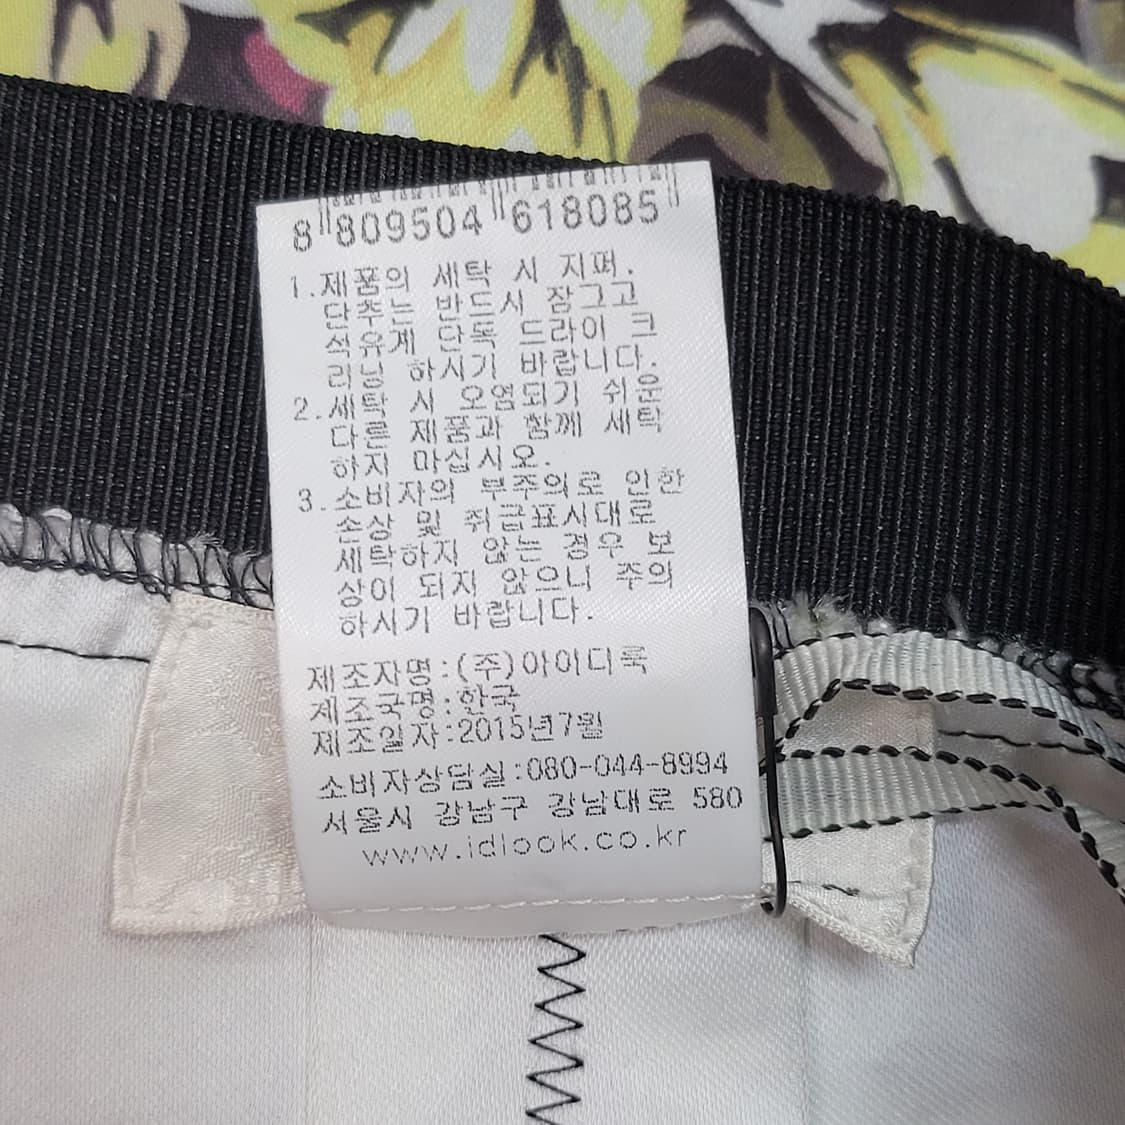 8 809504 618085
1.제품의 세탁 시 지퍼.
단추는 반드시 잠그고
석유계 단독 드라이 크
리닝 하시기 바랍니다.
2.세탁 시 오염되기 쉬운
다른 제품과 함께 세탁
하지 마십시오.
3.소비자의 부주의로 인한
손상 및 취급표시대로
세탁하지 않는 경우 보
상이 되지 않으니 주의
하시기 바랍니다.
제조자명:(주)아이디룩
제조국명:한국
제조일자:2015년7월
소비자상담실:080-044-8994
서울시 강남구 강남대로 580
www.idlook.co.kr